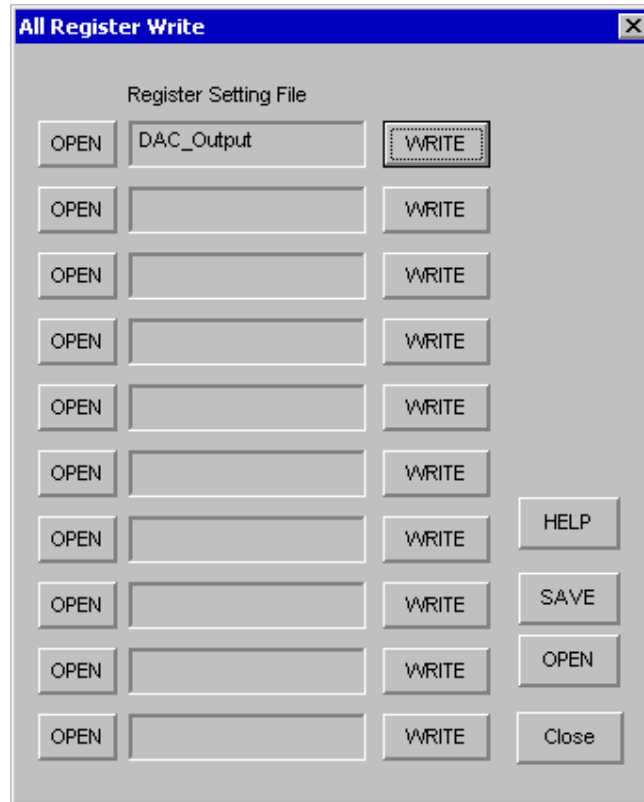 All Register Write
Register Setting File
OPEN DAC_Output WRITE
OPEN WRITE
OPEN WRITE
OPEN WRITE
OPEN WRITE
OPEN WRITE
OPEN WRITE HELP
OPEN WRITE SAVE
OPEN WRITE OPEN
OPEN WRITE Close